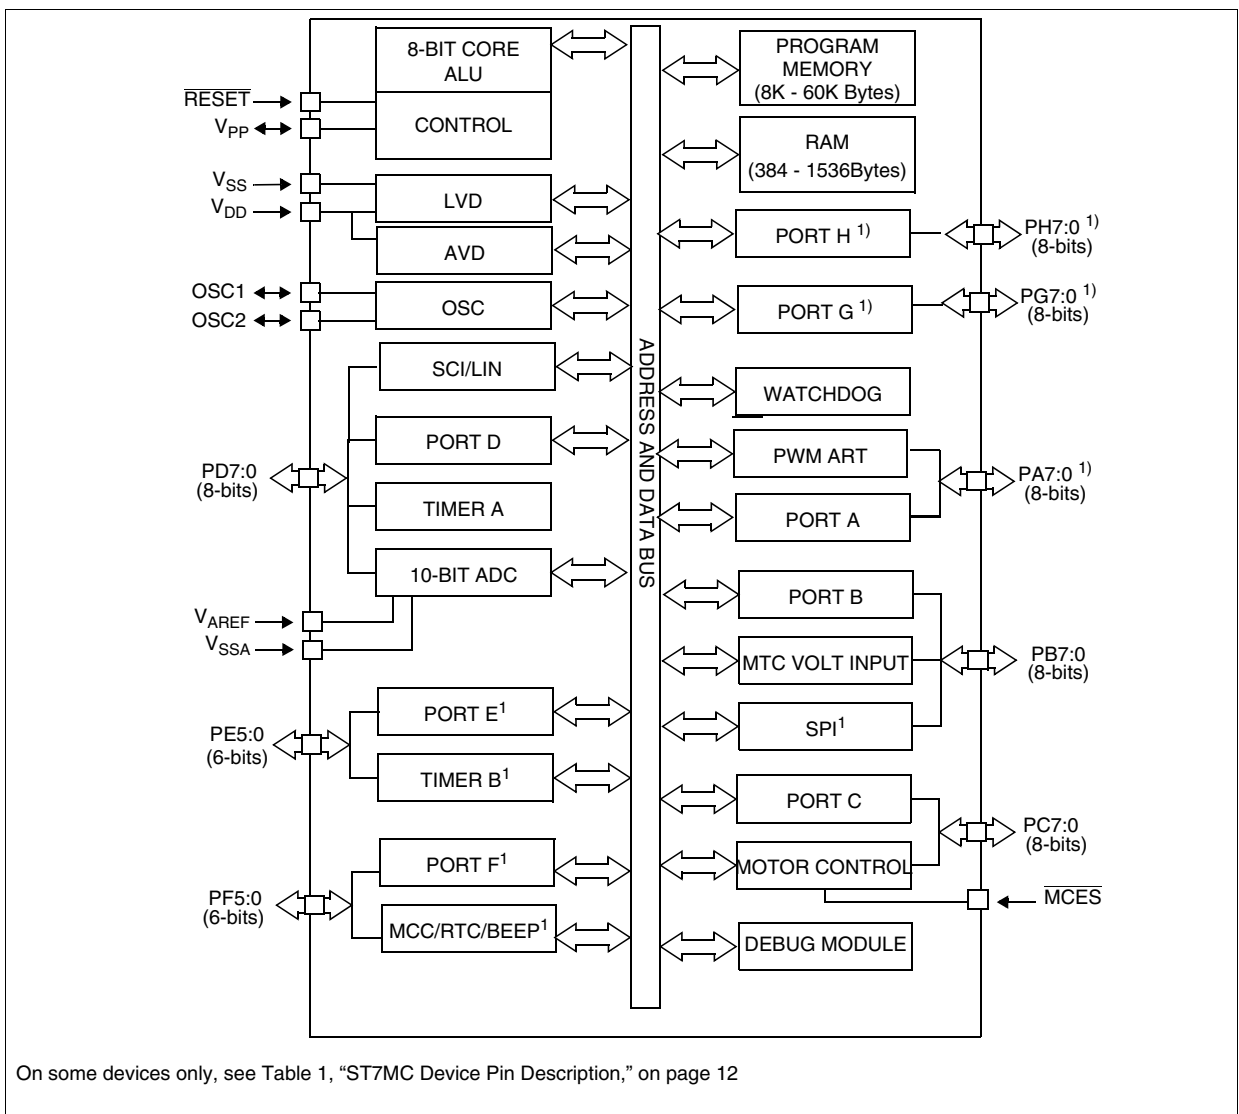 8-BIT CORE
ALU
CONTROL
RESET
VPP
VSS
VDD
LVD
AVD
OSC1
OSC2
OSC
SCI/LIN
PORT D
PD7:0
(8-bits)
TIMER A
10-BIT ADC
VAREF
VSSA
PORT E1
PE5:0
(6-bits)
TIMER B1
PORT F1
PF5:0
(6-bits)
MCC/RTC/BEEP1
ADDRESS AND DATA BUS
PROGRAM
MEMORY
(8K - 60K Bytes)
RAM
(384 - 1536Bytes)
PORT H 1)
PH7:0 1)
(8-bits)
PORT G 1)
PG7:0 1)
(8-bits)
WATCHDOG
PWM ART
PORT A
PA7:0 1)
(8-bits)
PORT B
MTC VOLT INPUT
PB7:0
(8-bits)
SPI1
PORT C
PC7:0
(8-bits)
MOTOR CONTROL
MCES
DEBUG MODULE
On some devices only, see Table 1, “ST7MC Device Pin Description,” on page 12